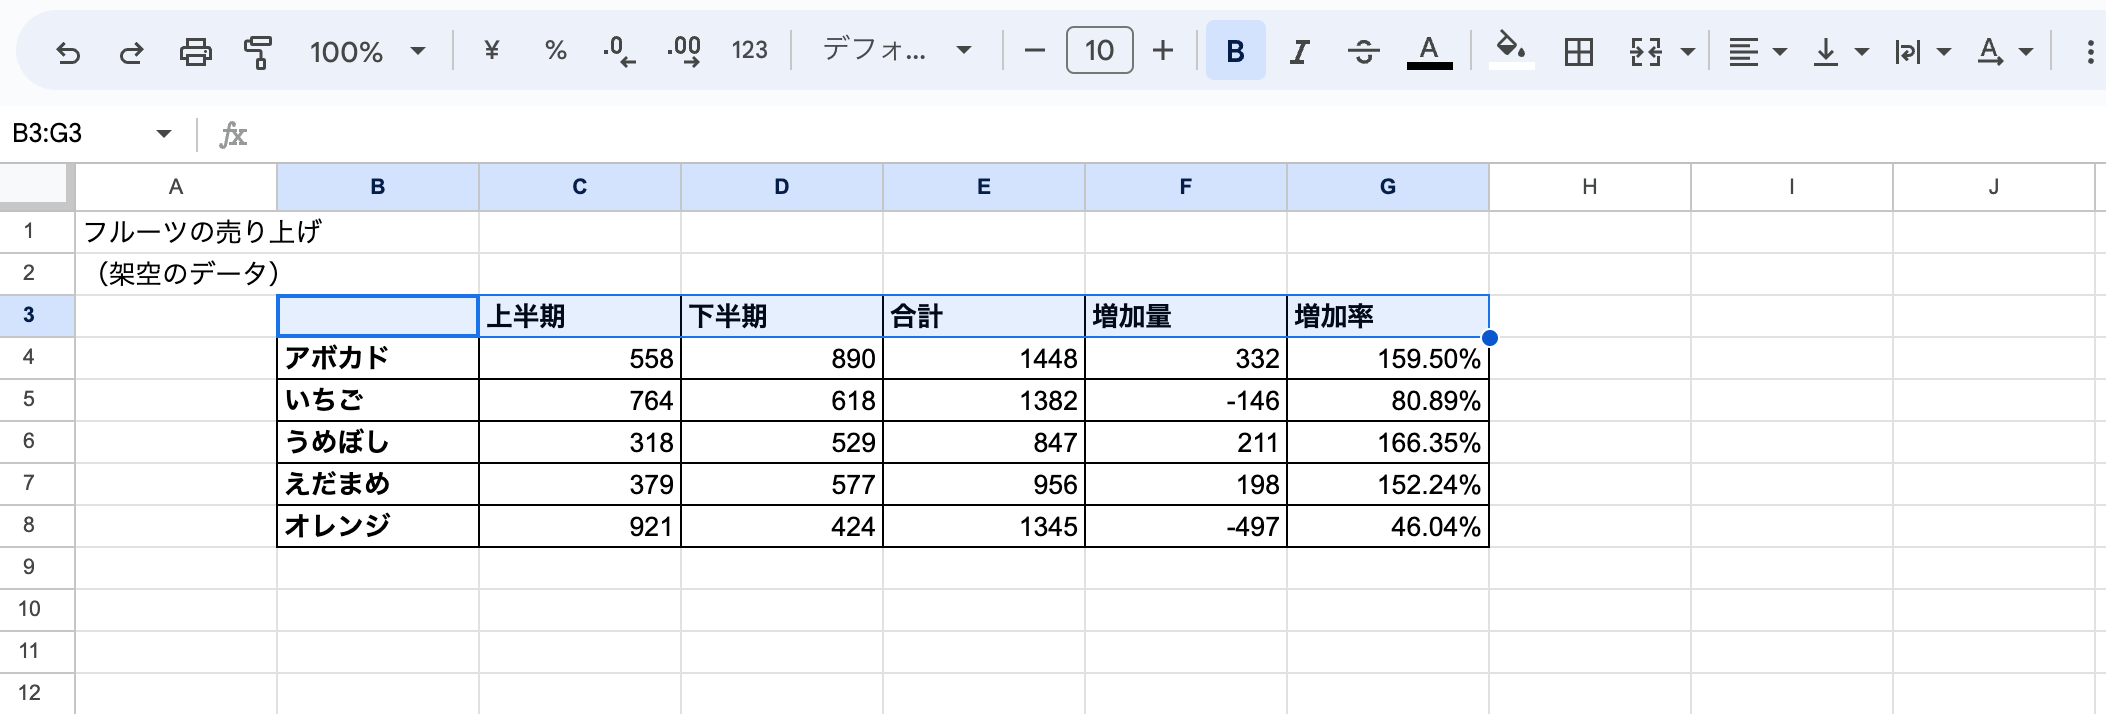 100% ¥ % .0 .00 123 デフォ... 10 B I A
B3:G3 fx
A B C D E F G H I J
1 フルーツの売り上げ
2 （架空のデータ）
3 上半期 下半期 合計 増加量 増加率
4 アボカド 558 890 1448 332 159.50%
5 いちご 764 618 1382 -146 80.89%
6 うめぼし 318 529 847 211 166.35%
7 えだまめ 379 577 956 198 152.24%
8 オレンジ 921 424 1345 -497 46.04%
9
10
11
12